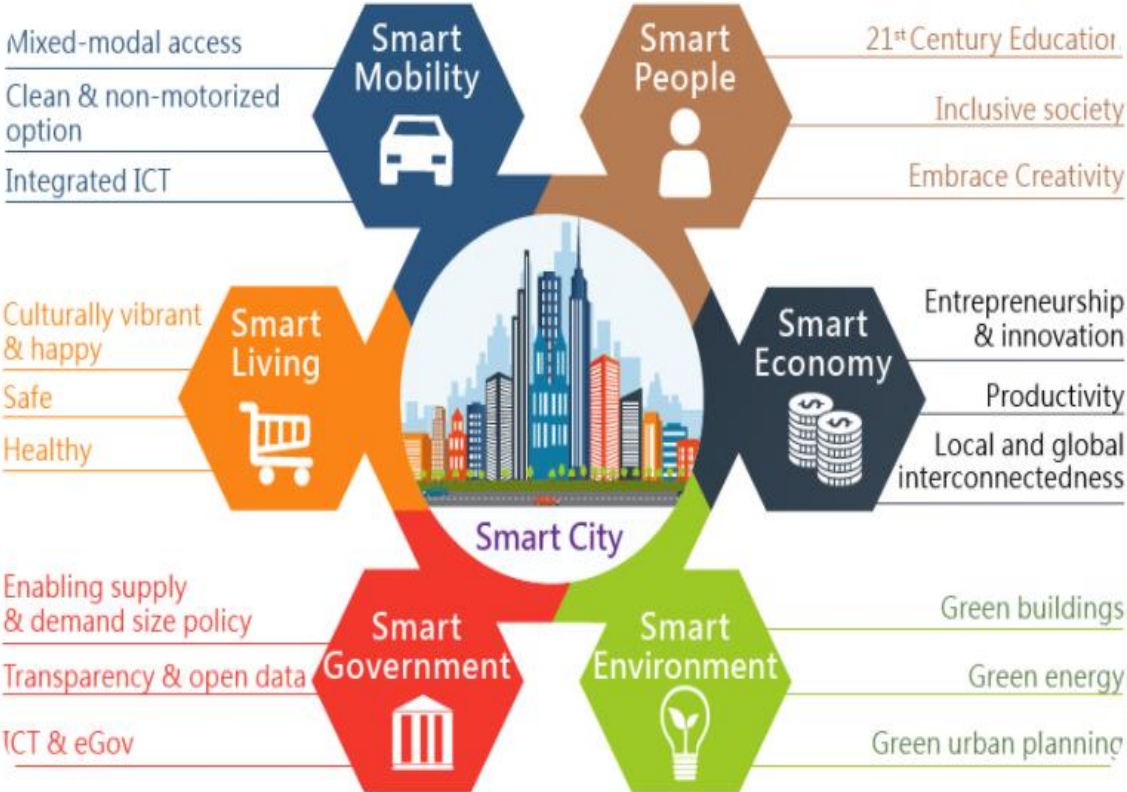 Smart
Mobility
Mixed-modal access
Clean & non-motorized
option
Integrated ICT
Smart
People
21st Century Education
Inclusive society
Embrace Creativity
Smart
Living
Culturally vibrant
& happy
Safe
Healthy
Smart
Economy
Entrepreneurship
& innovation
Productivity
Local and global
interconnectedness
Smart City
Smart
Government
Enabling supply
& demand size policy
Transparency & open data
ICT & eGov
Smart
Environment
Green buildings
Green energy
Green urban planning